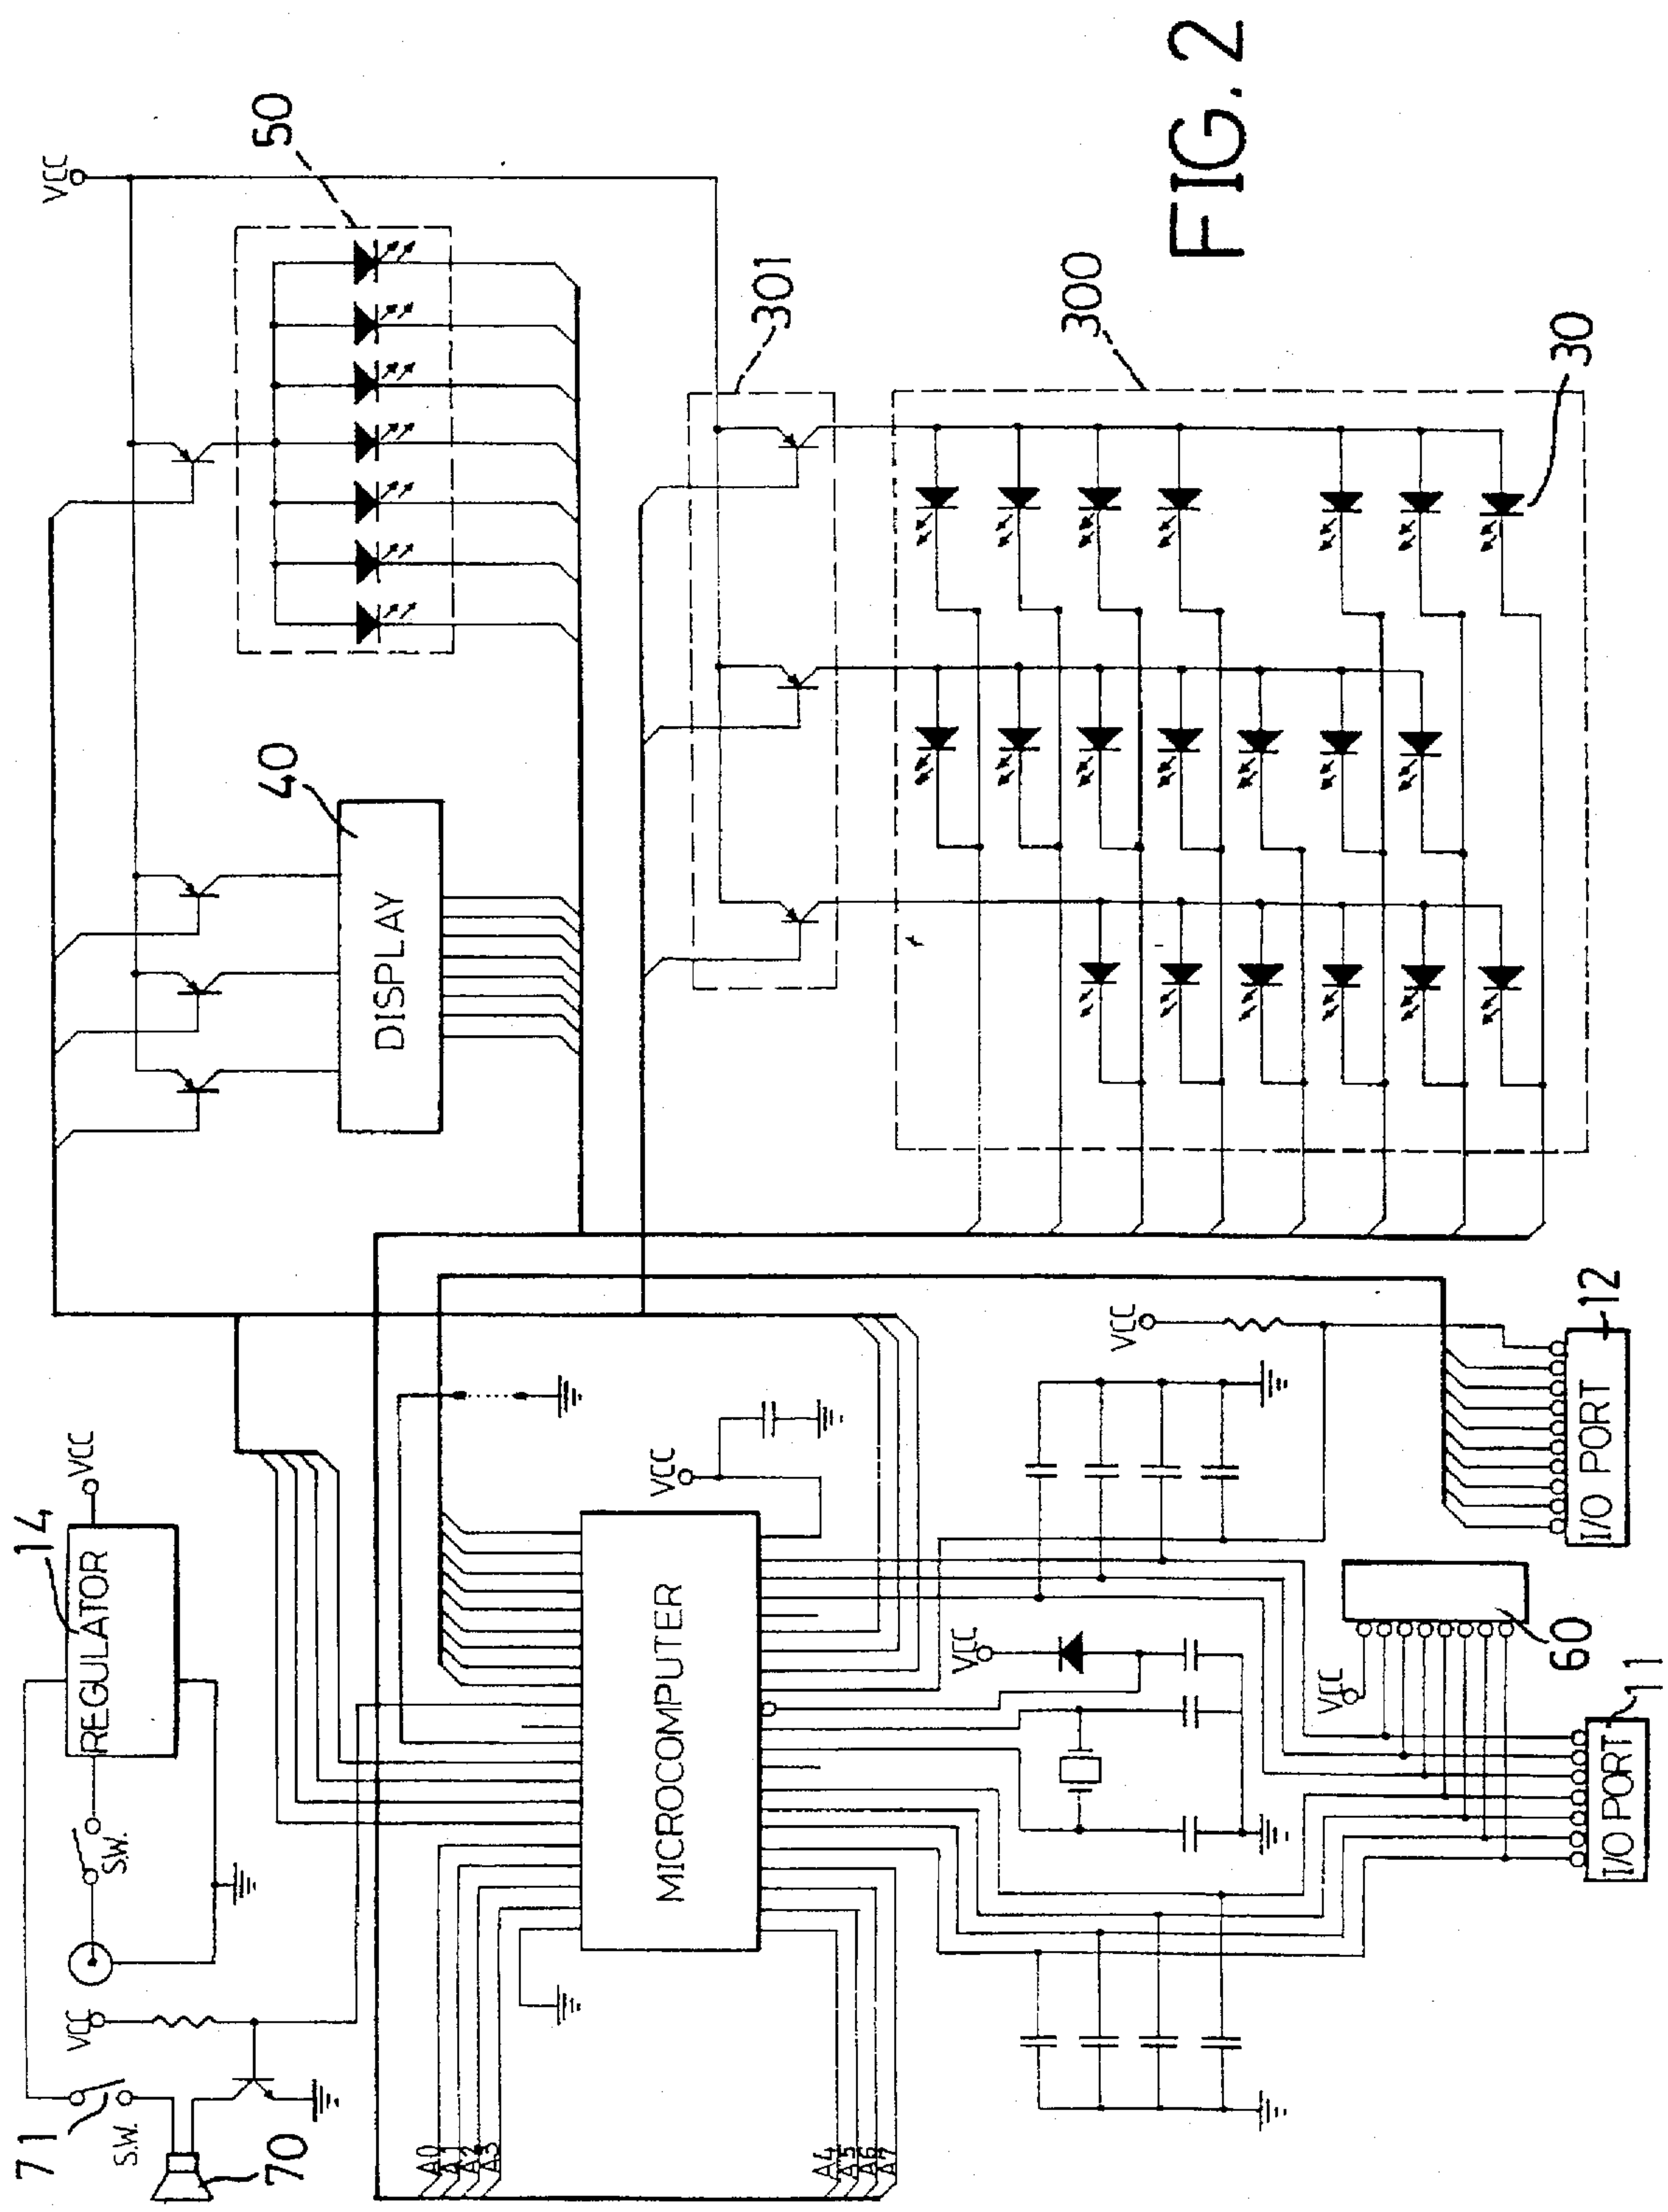 71
S.W.
70
VCC
S.W.
REGULATOR
14
VCC
40
DISPLAY
VCC
50
A0
A1
A2
A3
A4
A5
A6
A7
MICROCOMPUTER
VCC
VCC
VCC
301
300
30
VCC
60
I/O PORT
11
I/O PORT
12
FIG. 2